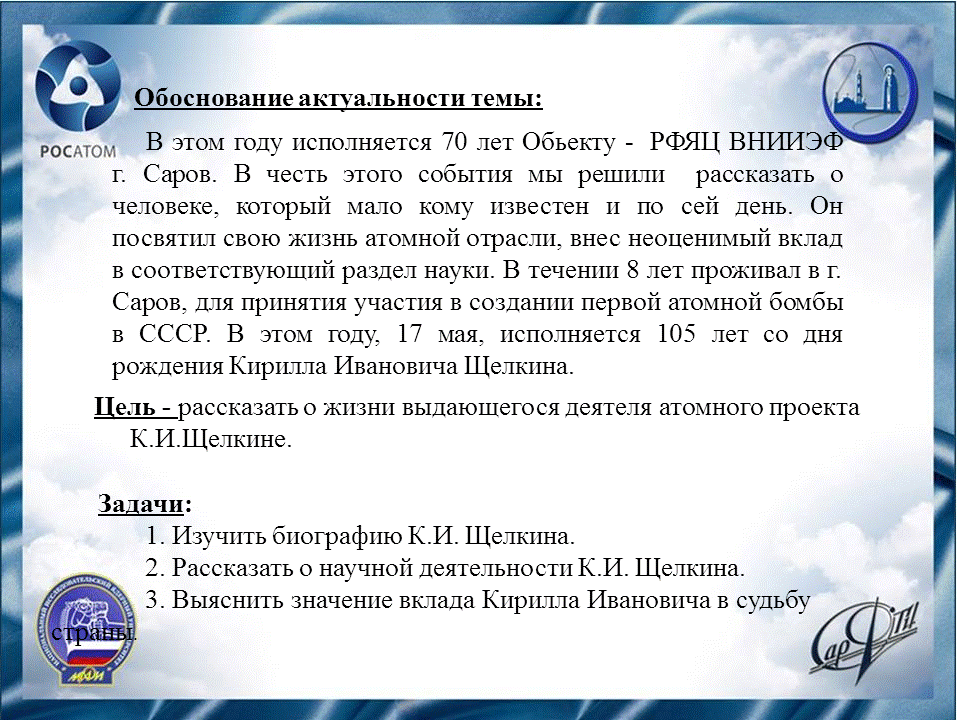 Обоснование актуальности темы:
В этом году исполняется 70 лет Обьекту - РФЯЦ ВНИИЭФ
г. Саров. В честь этого события мы решили рассказать о
человеке, который мало кому известен и по сей день. Он
посвятил свою жизнь атомной отрасли, внес неоценимый вклад
в соответствующий раздел науки. В течении 8 лет проживал в г.
Саров, для принятия участия в создании первой атомной бомбы
в СССР. В этом году, 17 мая, исполняется 105 лет со дня
рождения Кирилла Ивановича Щелкина.
РОСАТОМ
Цель - рассказать о жизни выдающегося деятеля атомного проекта
К.И.Щелкине.
Задачи:
1. Изучить биографию К.И. Щелкина.
2. Рассказать о научной деятельности К.И. Щелкина.
3. Выяснить значение вклада Кирилла Ивановича в судьбу
страны.
МИФИ
СарФТИ